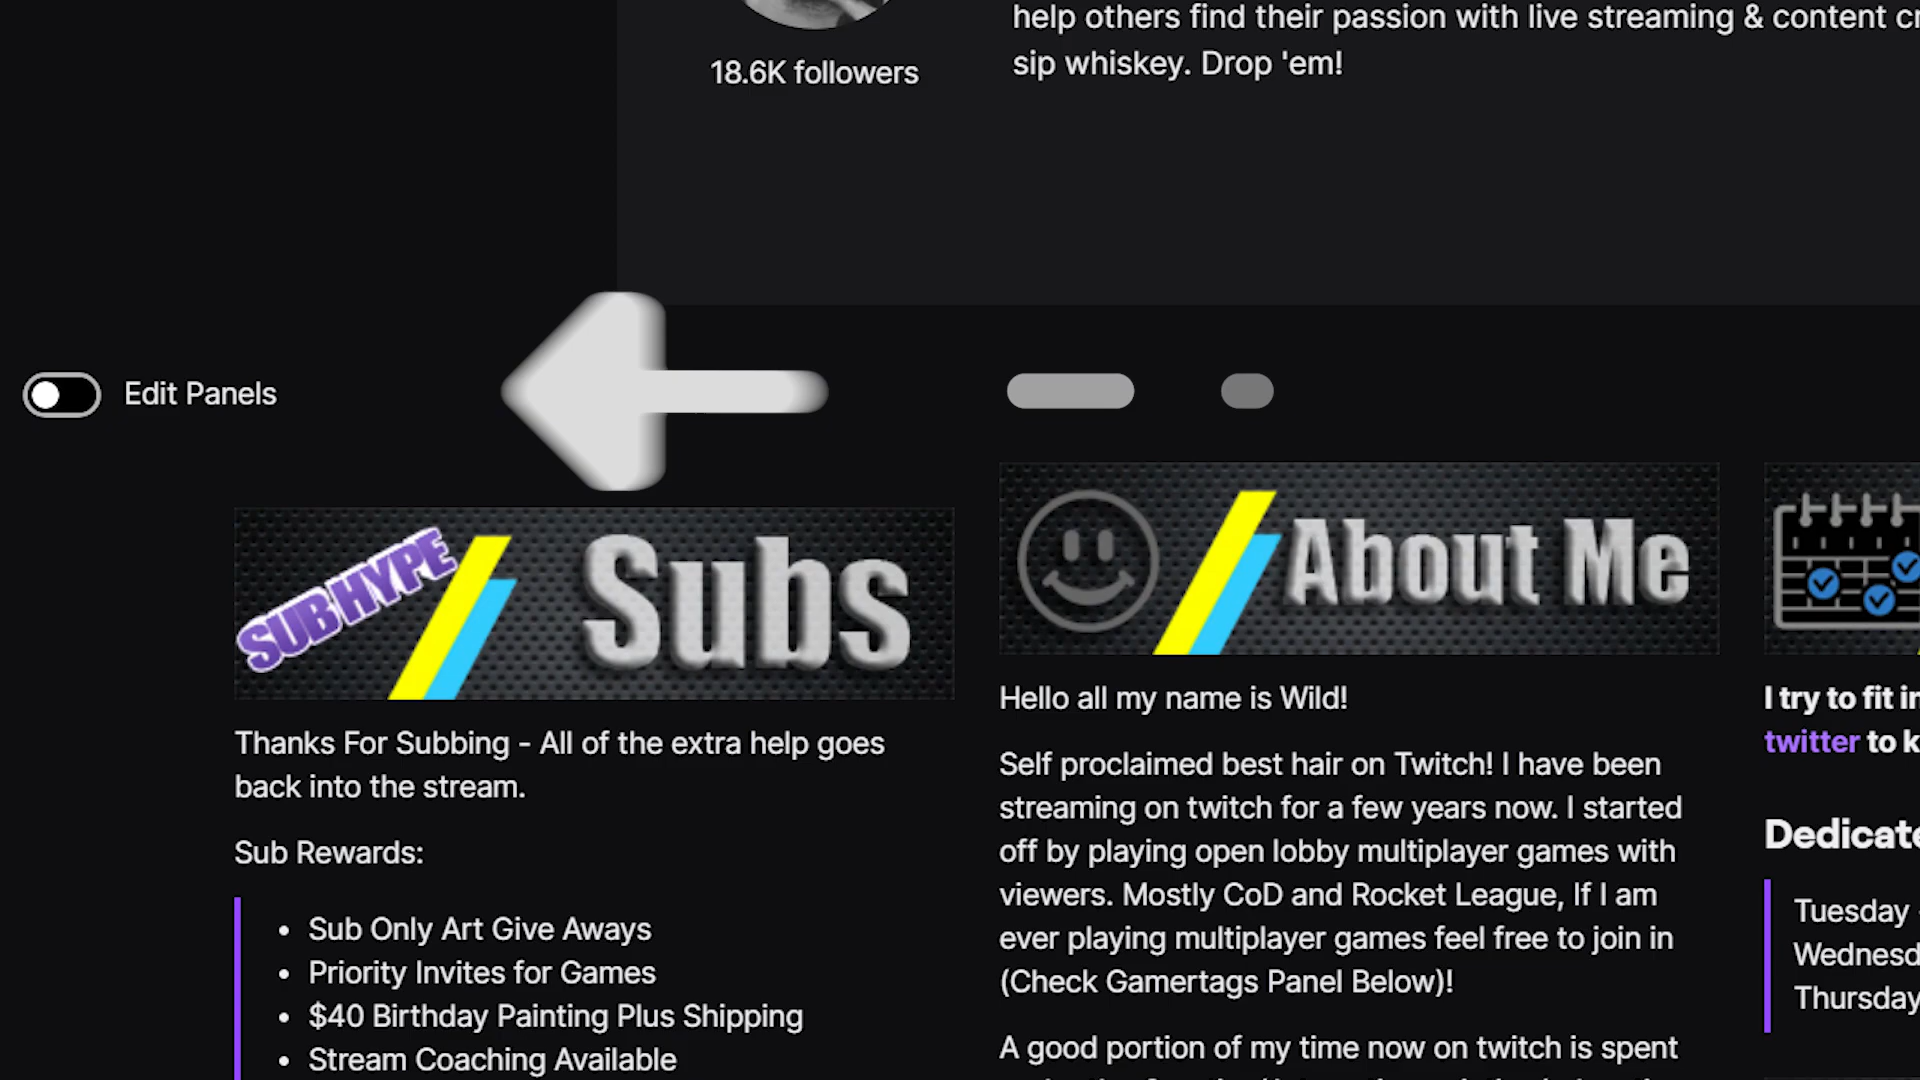 help others find their passion with live streaming & content
sip whiskey. Drop 'em!
18.6K followers
Edit Panels
SUB HYPE
Subs
Thanks For Subbing - All of the extra help goes
back into the stream.
Sub Rewards:
• Sub Only Art Give Aways
• Priority Invites for Games
• $40 Birthday Painting Plus Shipping
• Stream Coaching Available
About Me
Hello all my name is Wild!
Self proclaimed best hair on Twitch! I have been
streaming on twitch for a few years now. I started
off by playing open lobby multiplayer games with
viewers. Mostly CoD and Rocket League, If I am
ever playing multiplayer games feel free to join in
(Check Gamertags Panel Below)!
A good portion of my time now on twitch is spent
I try to fit in
twitter to k
Dedicate
Tuesday
Wednesd
Thursday